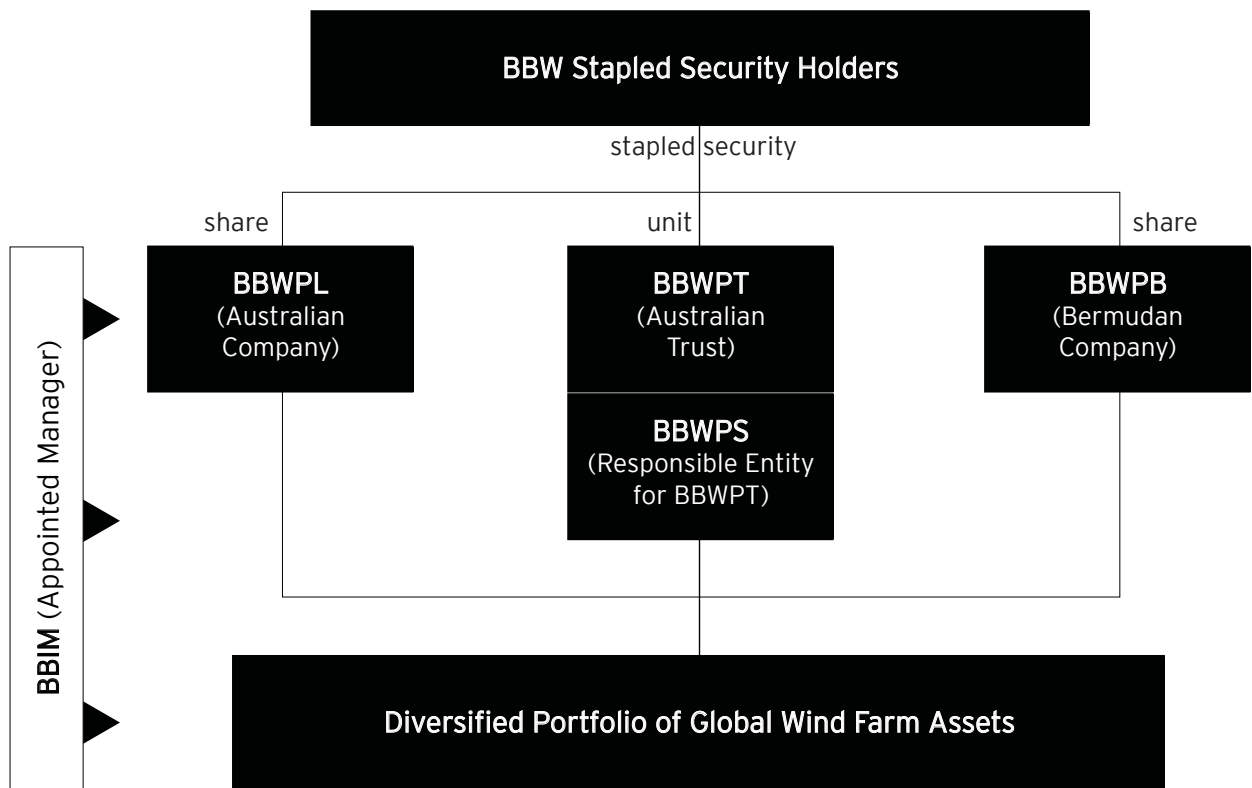 BBW Stapled Security Holders
stapled security
share
unit
share
BBWPL
(Australian
Company)
BBWPT
(Australian
Trust)
BBWPB
(Bermudan
Company)
BBWPS
(Responsible Entity
for BBWPT)
BBIM (Appointed Manager)
Diversified Portfolio of Global Wind Farm Assets